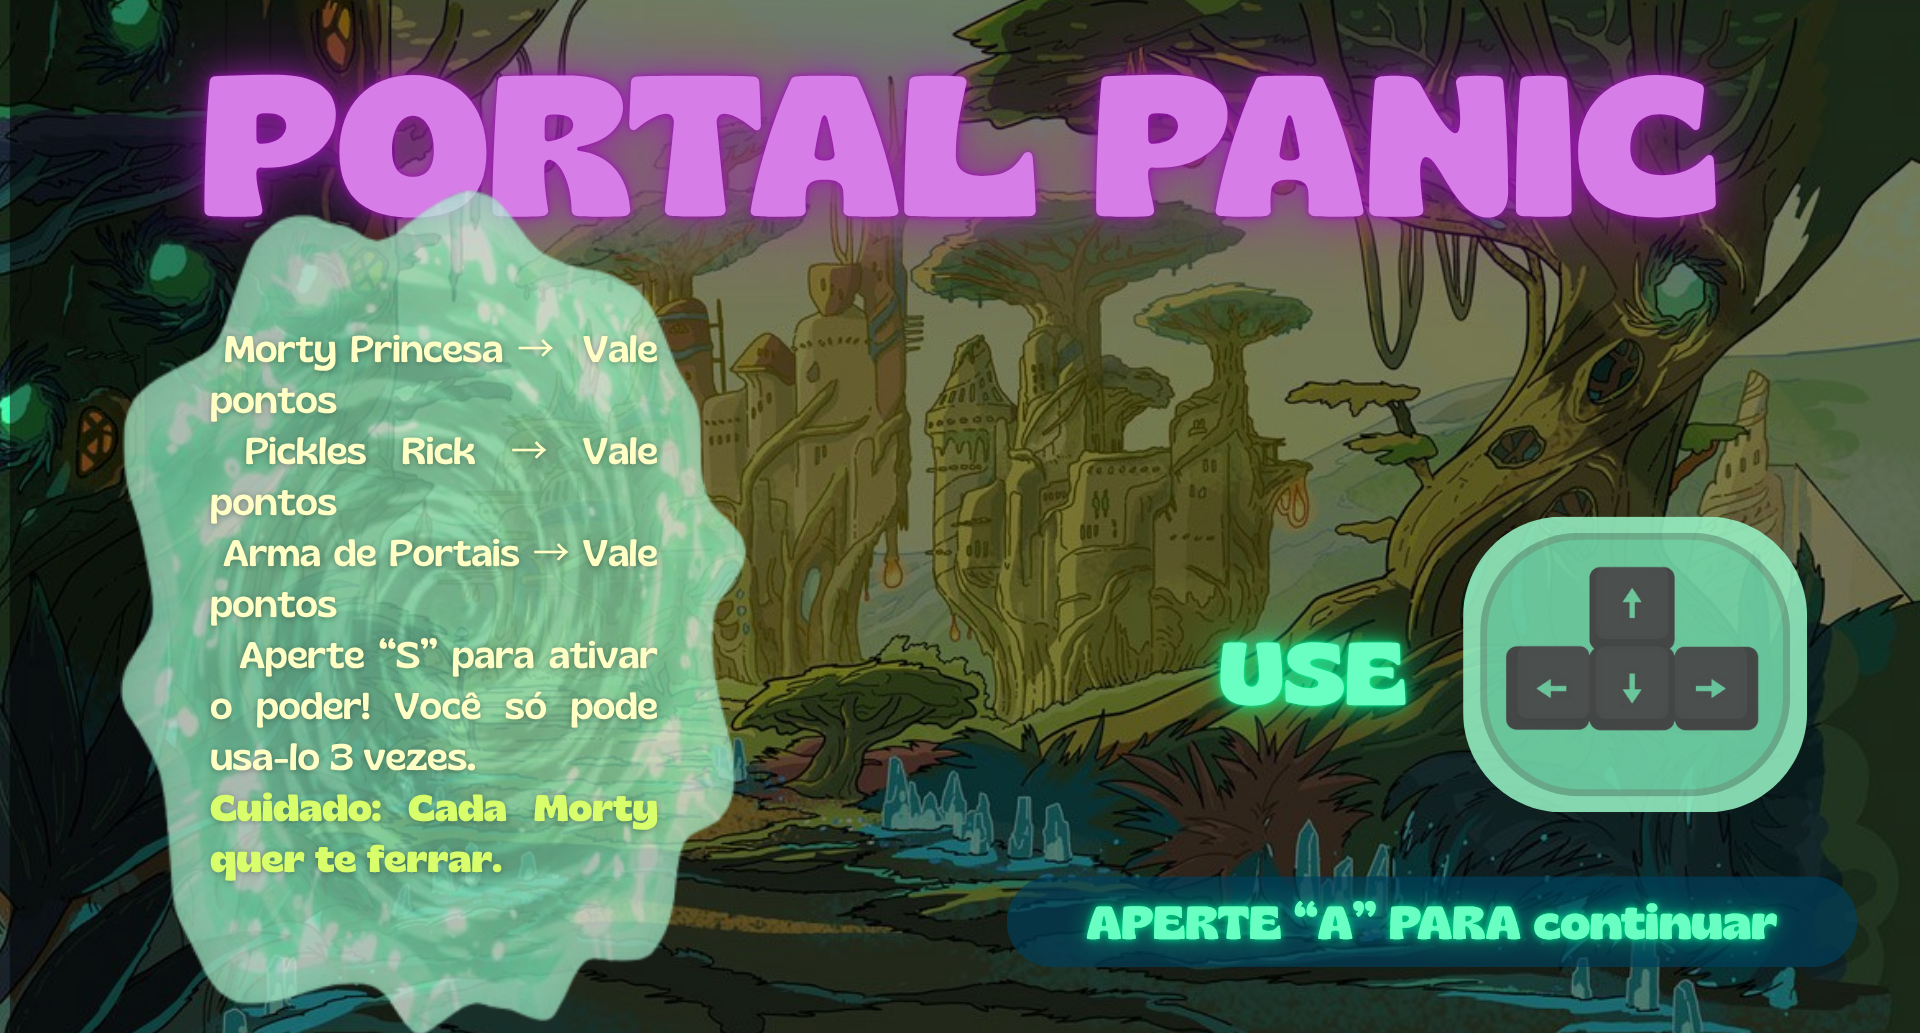 PORTAL PANIC
Morty Princesa → Vale
pontos
Pickles Rick → Vale
pontos
Arma de Portais → Vale
pontos
Aperte “S” para ativar
o poder! Você só pode
usa-lo 3 vezes.
Cuidado: Cada Morty
quer te ferrar.
USE
↑
← ↓ →
APERTE “A” PARA continuar